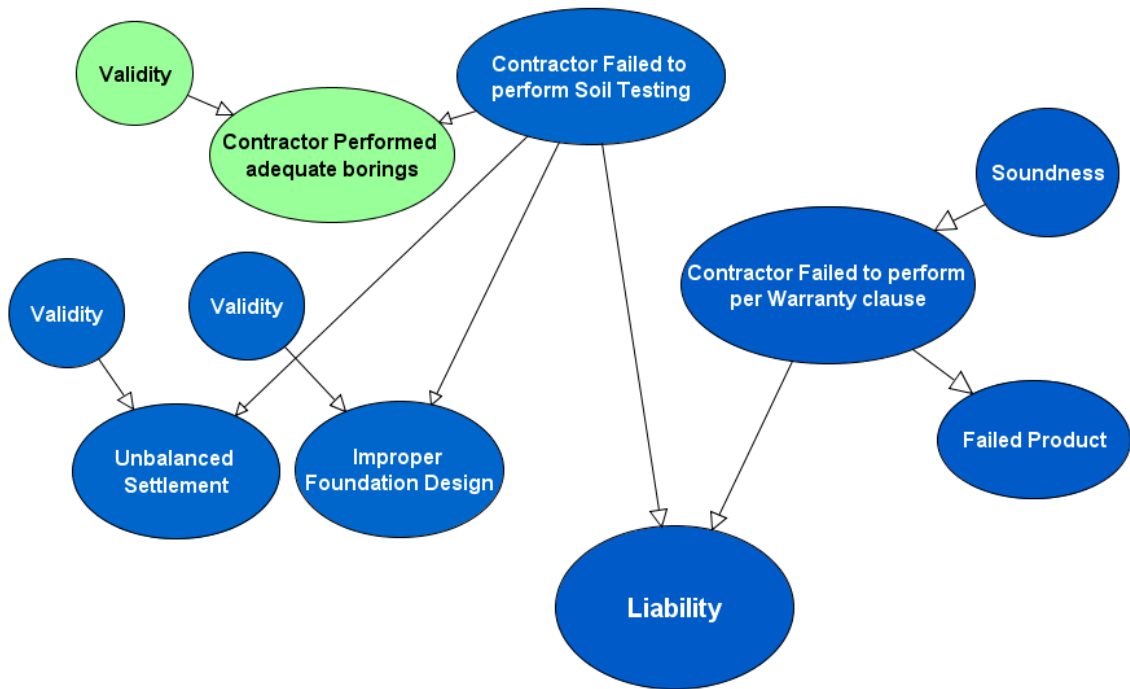 Validity
Contractor Failed to
perform Soil Testing
Contractor Performed
adequate borings
Soundness
Contractor Failed to perform
per Warranty clause
Validity
Validity
Unbalanced
Settlement
Improper
Foundation Design
Failed Product
Liability